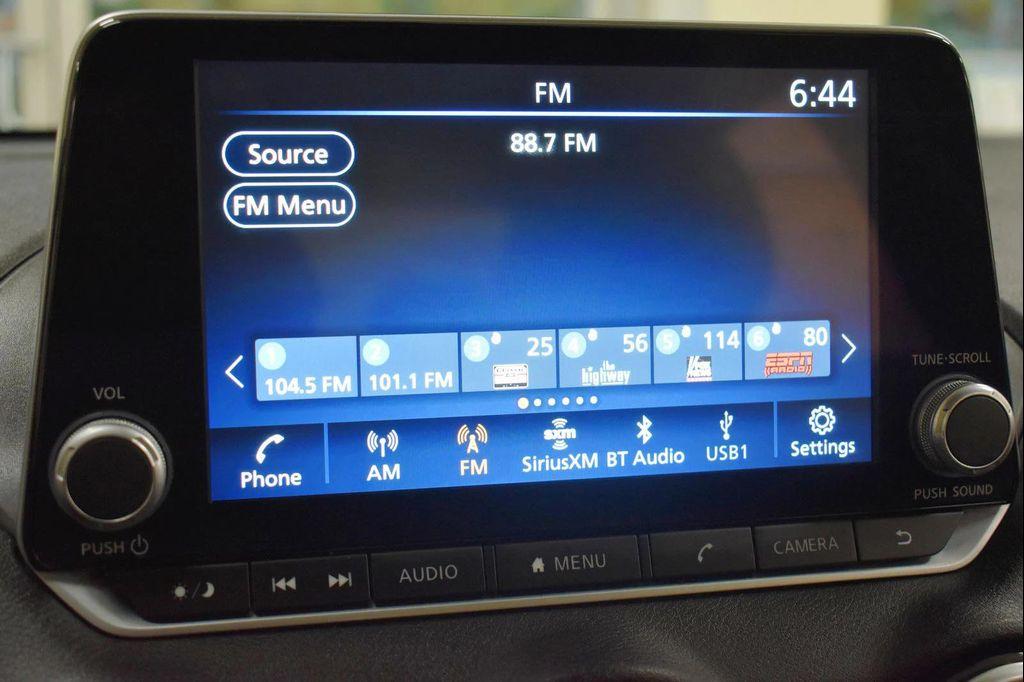 FM
6:44
88.7 FM
Source
FM Menu
1
104.5 FM
2
101.1 FM
3
25
4
56
the highway
5
114
6
80
ESPN
RADIO
Phone
AM
FM
sxm
SiriusXM
BT Audio
USB1
Settings
VOL
PUSH
TUNE·SCROLL
PUSH SOUND
AUDIO
MENU
CAMERA